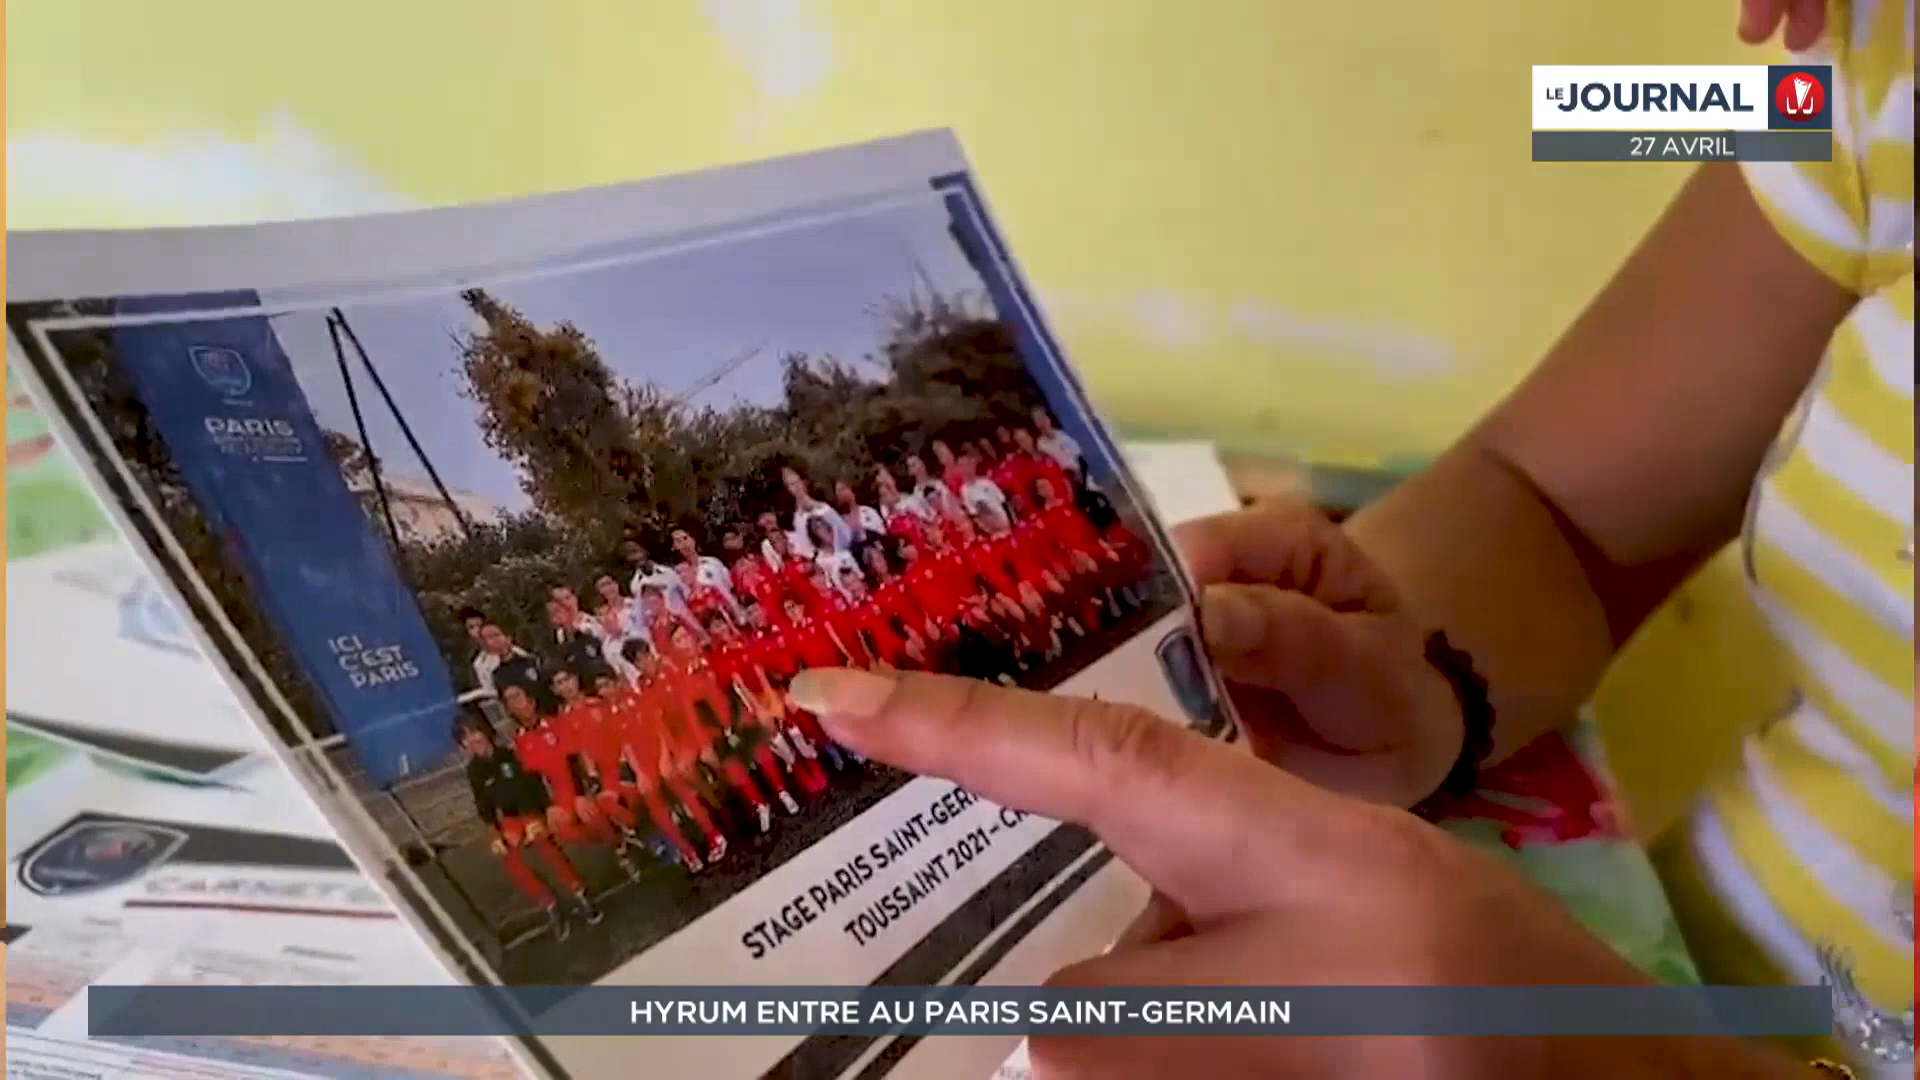 LE JOURNAL
27 AVRIL
PARIS
ICI
C'EST
PARIS
STAGE PARIS SAINT-GER
TOUSSAINT 2021 – C
HYRUM ENTRE AU PARIS SAINT-GERMAIN